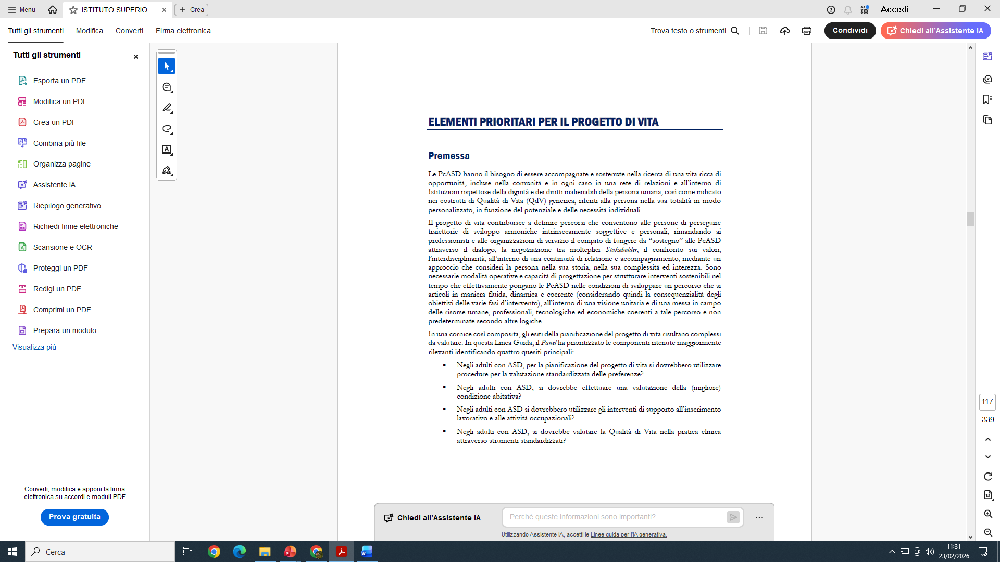 Menu
ISTITUTO SUPERIO...
Crea
Accedi
Tutti gli strumenti
Modifica
Converti
Firma elettronica
Trova testo o strumenti
Condividi
Chiedi all'Assistente IA
Tutti gli strumenti
Esporta un PDF
Modifica un PDF
Crea un PDF
Combina più file
Organizza pagine
Assistente IA
Riepilogo generativo
Richiedi firme elettroniche
Scansione e OCR
Proteggi un PDF
Redigi un PDF
Comprimi un PDF
Prepara un modulo
Visualizza più
Converti, modifica e apponi la firma
elettronica su accordi e moduli PDF
Prova gratuita
ELEMENTI PRIORITARI PER IL PROGETTO DI VITA
Premessa
Le PcASD hanno il bisogno di essere accompagnate e sostenute nella ricerca di una vita ricca di
opportunità, incluse nella comunità e in ogni caso in una rete di relazioni e all'interno di
Istituzioni rispettose della dignità e dei diritti inalienabili della persona umana, così come indicato
nei costrutti di Qualità di Vita (QdV) generica, riferiti alla persona nella sua totalità in modo
personalizzato, in funzione del potenziale e delle necessità individuali.
Il progetto di vita contribuisce a definire percorsi che consentono alle persone di perseguire
traiettorie di sviluppo armoniche intrinsecamente soggettive e personali, rimandando ai
professionisti e alle organizzazioni di servizio il compito di fungere da “sostegno” alle PcASD
attraverso il dialogo, la negoziazione tra molteplici Stakeholder, il confronto sui valori,
l'interdisciplinarità, all'interno di una continuità di relazione e accompagnamento, mediante un
approccio che consideri la persona nella sua storia, nella sua complessità ed interezza. Sono
necessarie modalità operative e capacità di progettazione per strutturare interventi sostenibili nel
tempo che effettivamente pongano le PcASD nelle condizioni di sviluppare un percorso che si
articoli in maniera fluida, dinamica e coerente (considerando quindi la consequenzialità degli
obiettivi delle varie fasi d'intervento), all'interno di una visione unitaria e di una messa in campo
delle risorse umane, professionali, tecnologiche ed economiche coerenti a tale percorso e non
predeterminate secondo altre logiche.
In una cornice così composita, gli esiti della pianificazione del progetto di vita risultano complessi
da valutare. In questa Linea Guida, il Panel ha prioritizzato le componenti ritenute maggiormente
rilevanti identificando quattro quesiti principali:
▪ Negli adulti con ASD, per la pianificazione del progetto di vita si dovrebbero utilizzare
procedure per la valutazione standardizzata delle preferenze?
▪ Negli adulti con ASD, si dovrebbe effettuare una valutazione della (migliore)
condizione abitativa?
▪ Negli adulti con ASD si dovrebbero utilizzare gli interventi di supporto all'inserimento
lavorativo e alle attività occupazionali?
▪ Negli adulti con ASD, si dovrebbe valutare la Qualità di Vita nella pratica clinica
attraverso strumenti standardizzati?
117
339
Chiedi all'Assistente IA
Perché queste informazioni sono importanti?
Utilizzando Assistente IA, accetti le Linee guida per l'IA generativa.
Cerca
11:31
23/02/2026